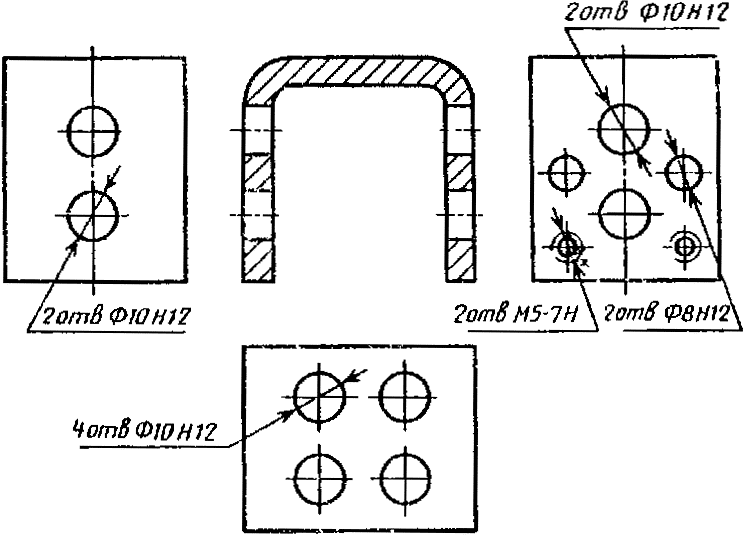 2отв Ф10Н12
2отв Ф10Н12
2отв М5-7Н
2отв Ф8Н12
4отв Ф10Н12